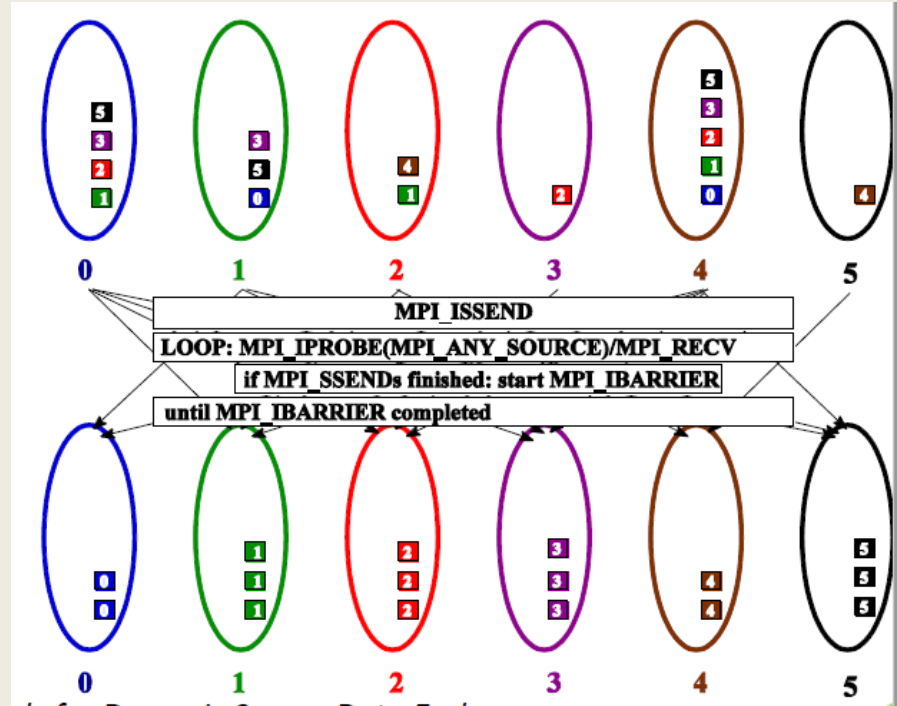 5 5
3 3 3
2 5 4 2
1 0 1 2 1 0 4
0 1 2 3 4 5
MPI_ISSEND
LOOP: MPI_IPROBE(MPI_ANY_SOURCE)/MPI_RECV
if MPI_SSENDs finished: start MPI_IBARRIER
until MPI_IBARRIER completed
1 2 3 5
0 1 2 3 4 5
0 1 2 3 4 5
0 1 2 3 4 5